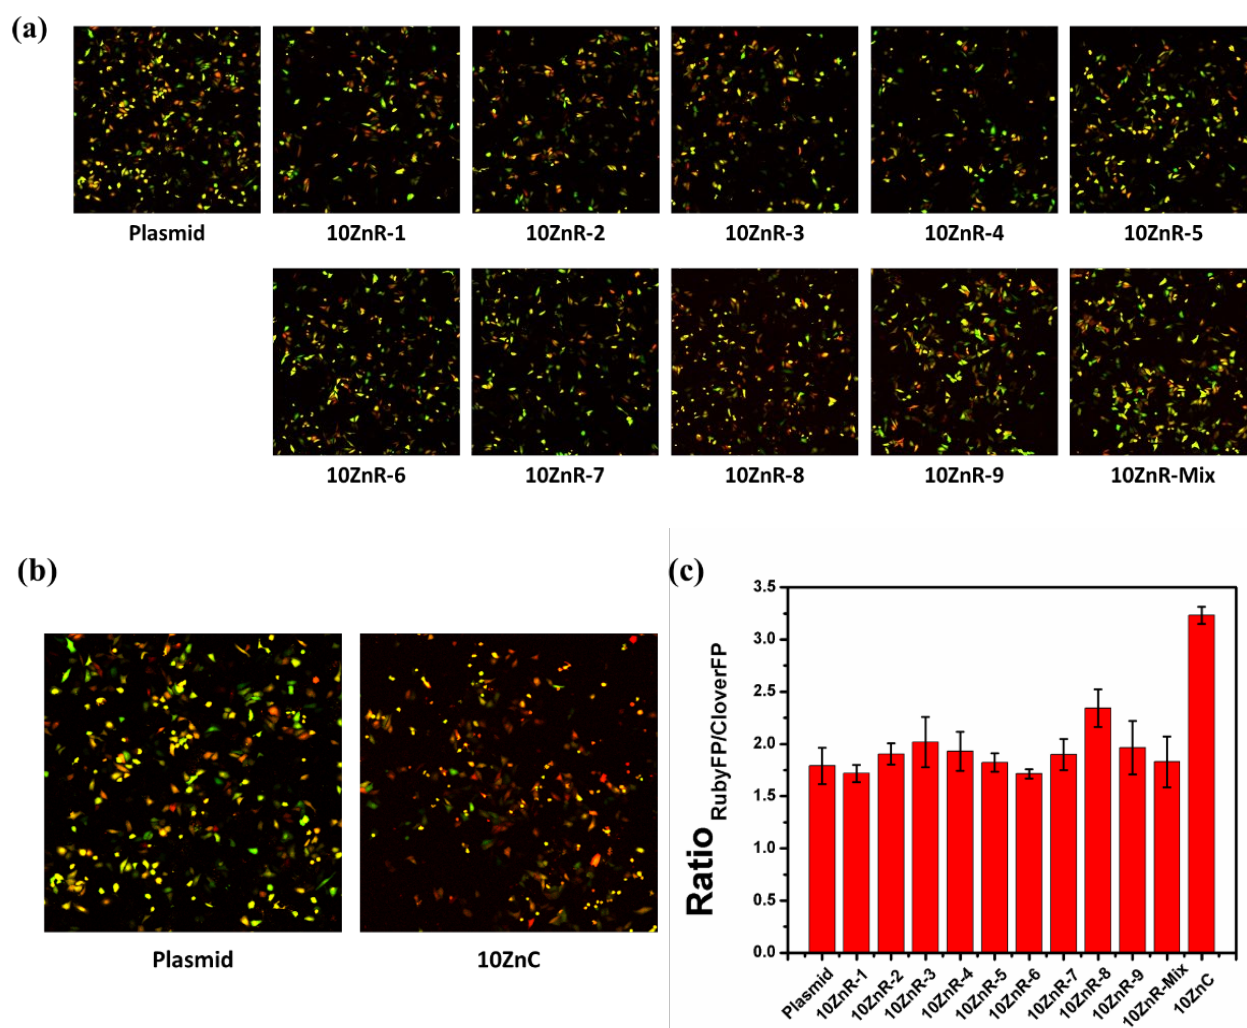 (a)
Plasmid 10ZnR-1 10ZnR-2 10ZnR-3 10ZnR-4 10ZnR-5
10ZnR-6 10ZnR-7 10ZnR-8 10ZnR-9 10ZnR-Mix
(b)
Plasmid 10ZnC
(c)
Ratio RubyFP/CloverFP
3.5
3.0
2.5
2.0
1.5
1.0
0.5
0.0
Plasmid 10ZnR-1 10ZnR-2 10ZnR-3 10ZnR-4 10ZnR-5 10ZnR-6 10ZnR-7 10ZnR-8 10ZnR-9 10ZnR-Mix 10ZnC